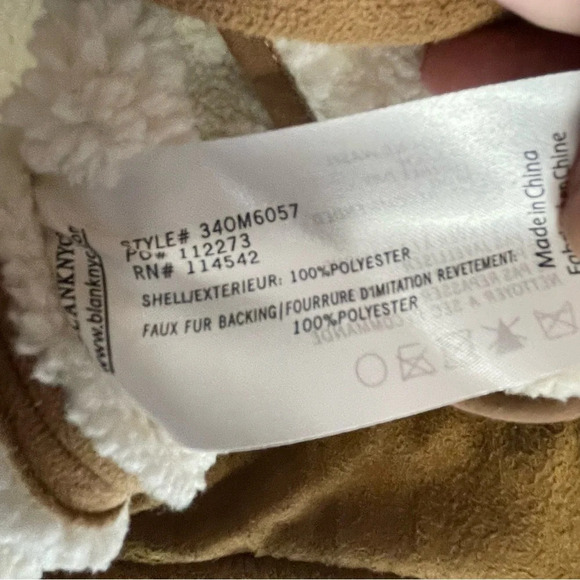 STYLE# 340M6057
PO# 112273
RN# 114542
SHELL/EXTERIEUR: 100%POLYESTER
FAUX FUR BACKING/FOURRURE D'IMITATION REVETEMENT:
100%POLYESTER
BLANKNYC
www.blanknyc
Made in China